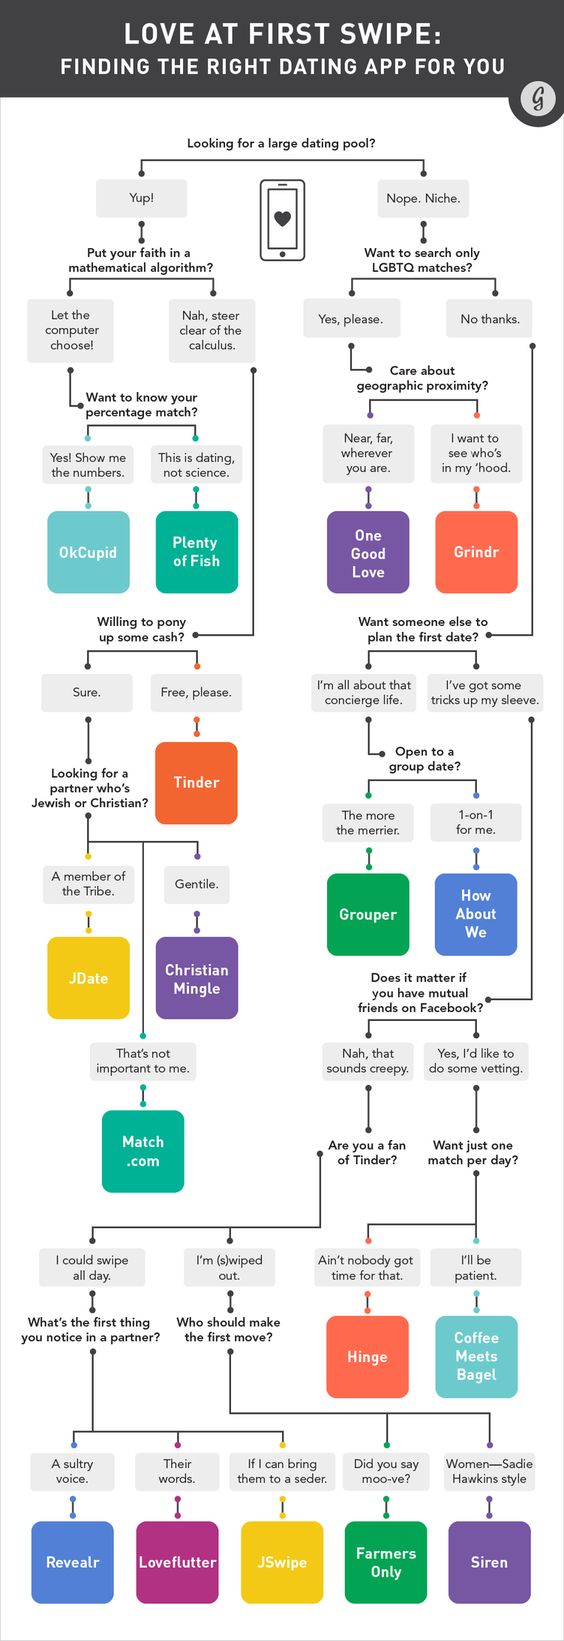 LOVE AT FIRST SWIPE:
FINDING THE RIGHT DATING APP FOR YOU
G
Looking for a large dating pool?
Yup!
Nope. Niche.
Put your faith in a
mathematical algorithm?
Want to search only
LGBTQ matches?
Let the
computer
choose!
Nah, steer
clear of the
calculus.
Yes, please.
No thanks.
Care about
geographic proximity?
Want to know your
percentage match?
Yes! Show me
the numbers.
This is dating,
not science.
Near, far,
wherever
you are.
I want to
see who's
in my 'hood.
OkCupid
Plenty
of Fish
One
Good
Love
Grindr
Willing to pony
up some cash?
Want someone else to
plan the first date?
Sure.
Free, please.
I'm all about that
concierge life.
I've got some
tricks up my sleeve.
Tinder
Open to a
group date?
Looking for a
partner who's
Jewish or Christian?
The more
the merrier.
1-on-1
for me.
A member of
the Tribe.
Gentile.
Grouper
How
About
We
JDate
Christian
Mingle
Does it matter if
you have mutual
friends on Facebook?
That's not
important to me.
Nah, that
sounds creepy.
Yes, I'd like to
do some vetting.
Match
.com
Are you a fan
of Tinder?
Want just one
match per day?
I could swipe
all day.
I'm (s)wiped
out.
Ain't nobody got
time for that.
I'll be
patient.
What's the first thing
you notice in a partner?
Who should make
the first move?
Hinge
Coffee
Meets
Bagel
A sultry
voice.
Their
words.
If I can bring
them to a seder.
Did you say
moo-ve?
Women—Sadie
Hawkins style
Revealr
Loveflutter
JSwipe
Farmers
Only
Siren